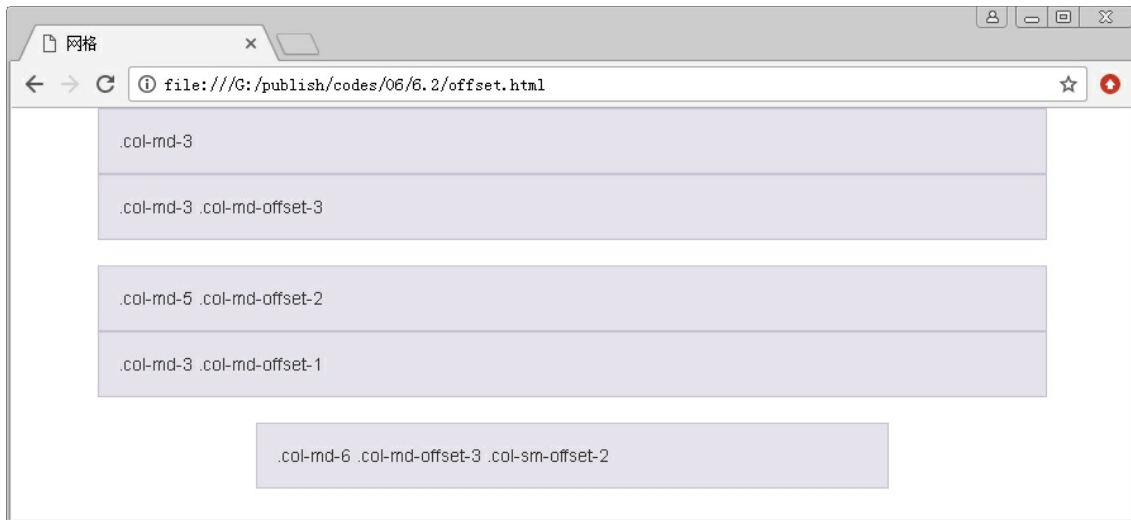 网格
file:///G:/publish/codes/06/6.2/offset.html
.col-md-3
.col-md-3 .col-md-offset-3
.col-md-5 .col-md-offset-2
.col-md-3 .col-md-offset-1
.col-md-6 .col-md-offset-3 .col-sm-offset-2